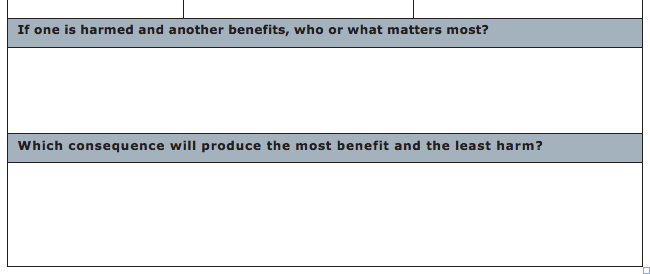 If one is harmed and another benefits, who or what matters most?
Which consequence will produce the most benefit and the least harm?